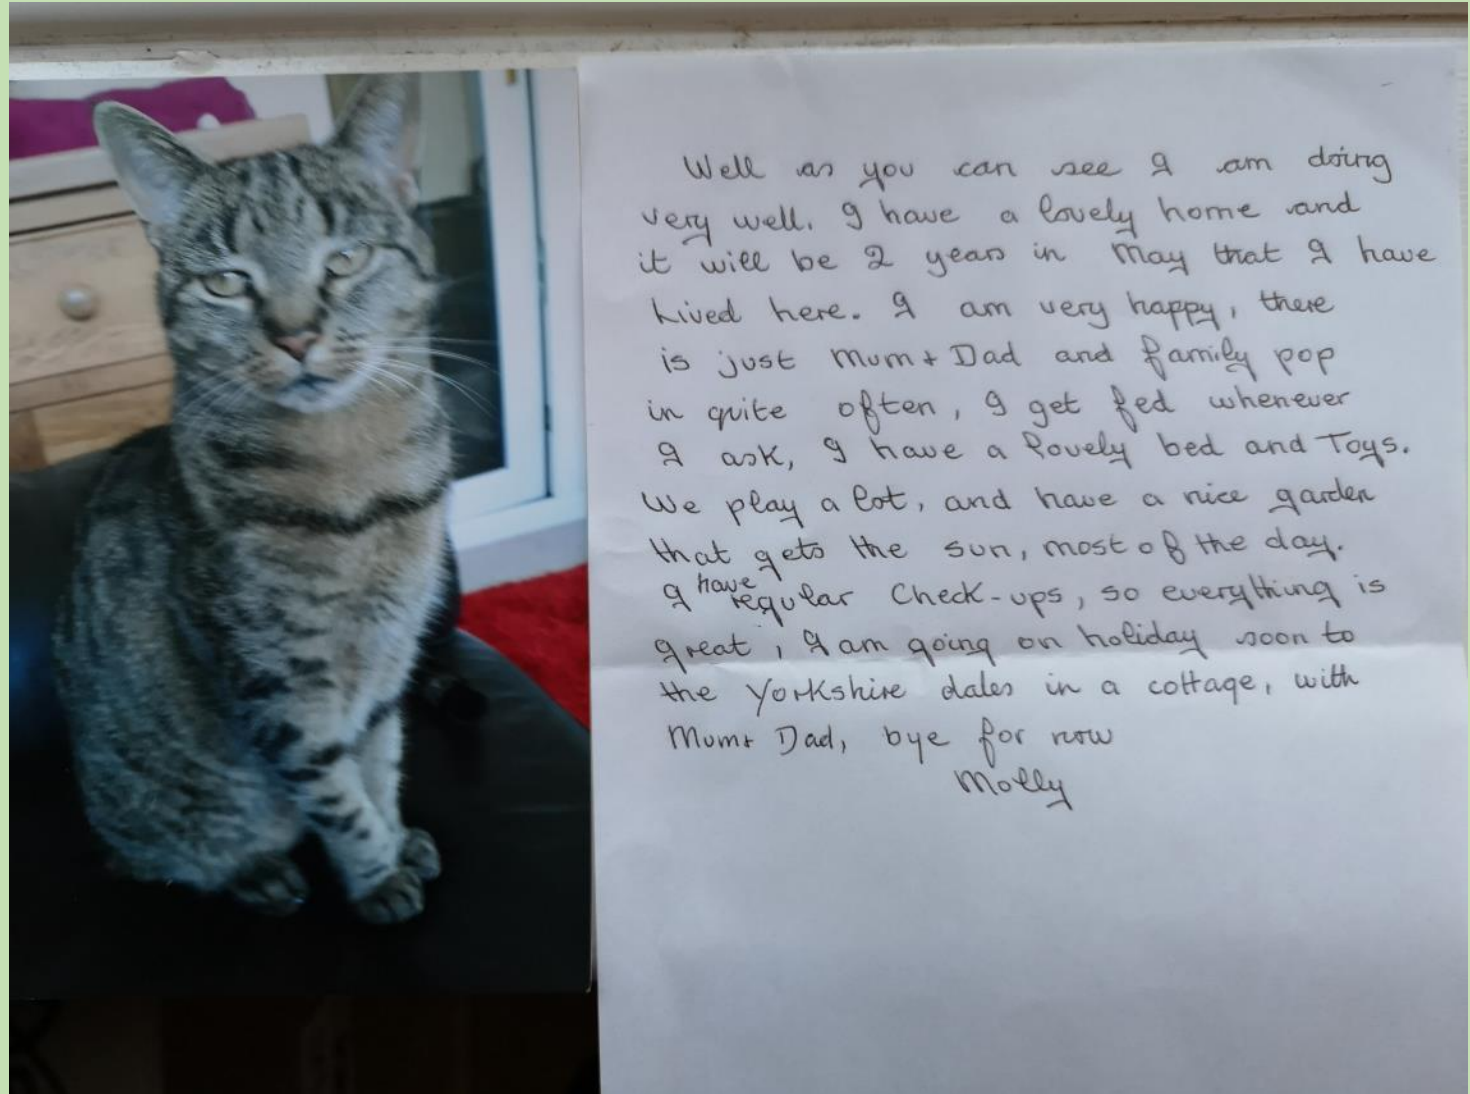 Well as you can see I am doing
very well. I have a lovely home and
it will be 2 years in May that I have
Lived here. I am very happy, there
is just Mum + Dad and family pop
in quite often, I get fed whenever
I ask, I have a lovely bed and Toys.
We play a lot, and have a nice garden
that gets the sun, most of the day.
I have regular Check-ups, so everything is
great, I am going on holiday soon to
the Yorkshire dales in a cottage, with
Mum + Dad, bye for now
Molly